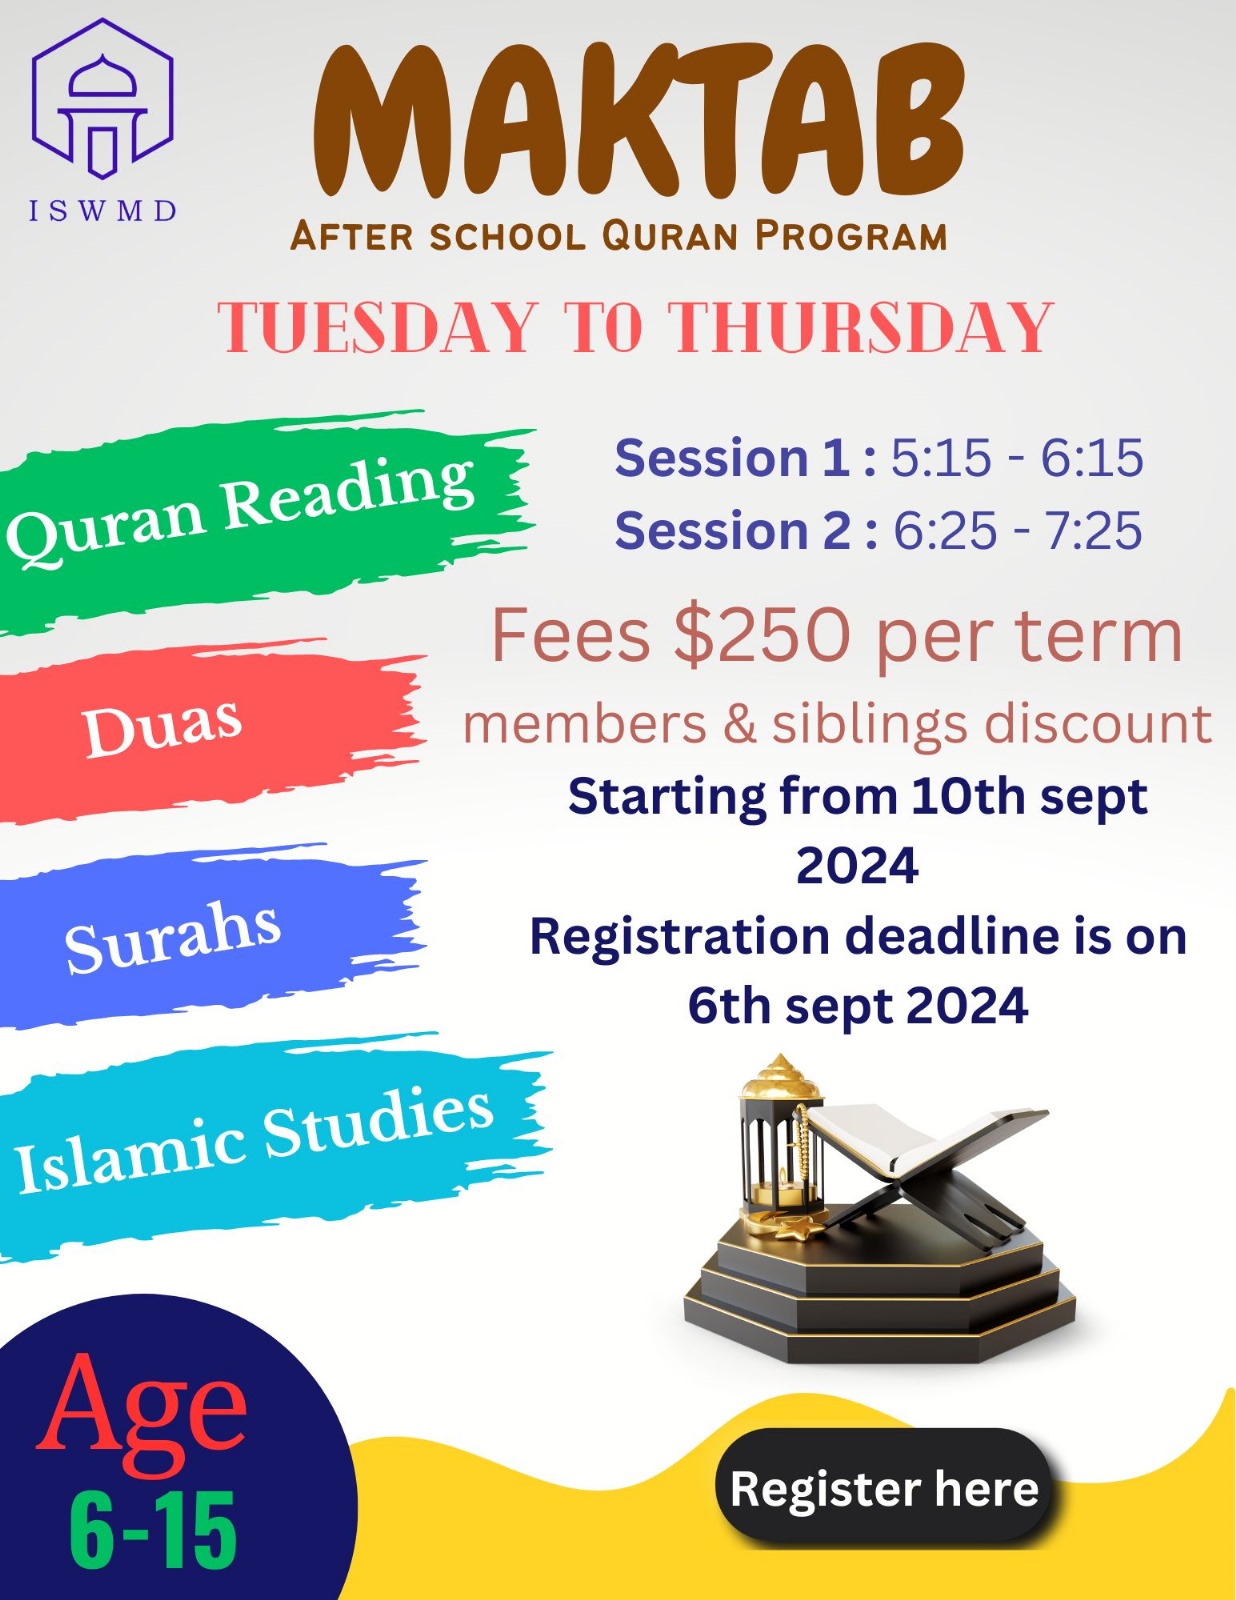 ISWMD
MAKTAB
AFTER SCHOOL QURAN PROGRAM
TUESDAY TO THURSDAY
Quran Reading
Session 1 : 5:15 - 6:15
Session 2 : 6:25 - 7:25
Fees $250 per term
members & siblings discount
Duas
Starting from 10th sept
2024
Surahs
Registration deadline is on
6th sept 2024
Islamic Studies
Age
6-15
Register here